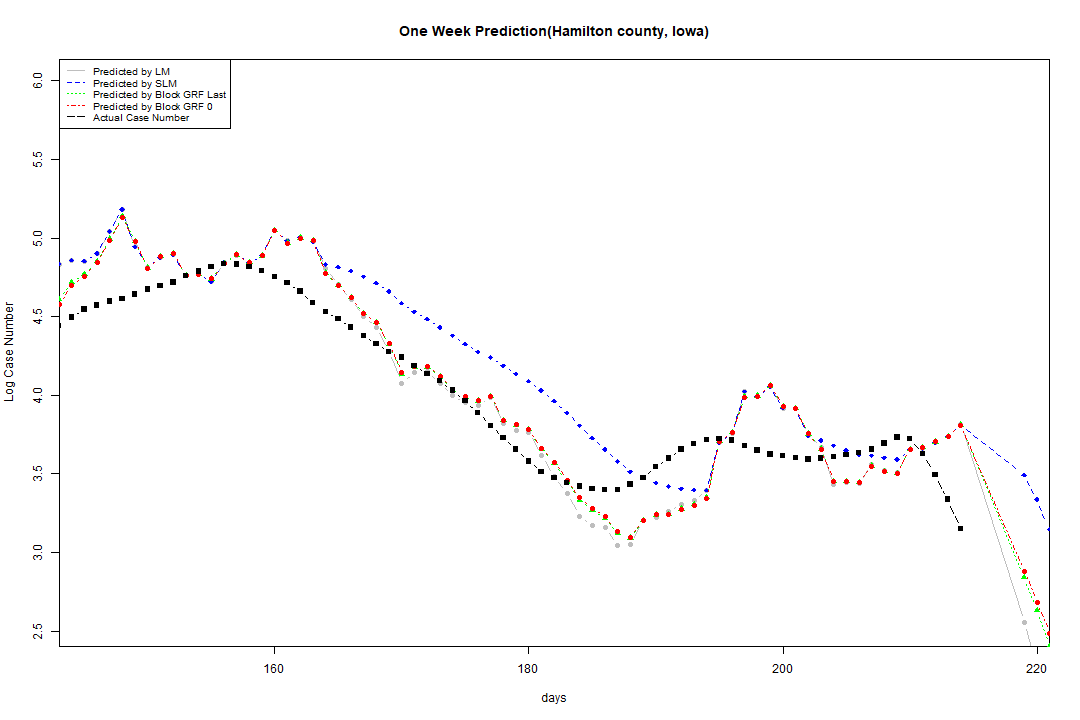 One Week Prediction(Hamilton county, Iowa)
Predicted by LM
Predicted by SLM
Predicted by Block GRF Last
Predicted by Block GRF 0
Actual Case Number
6.0
5.5
5.0
4.5
4.0
3.5
3.0
2.5
Log Case Number
160 180 200 220
days